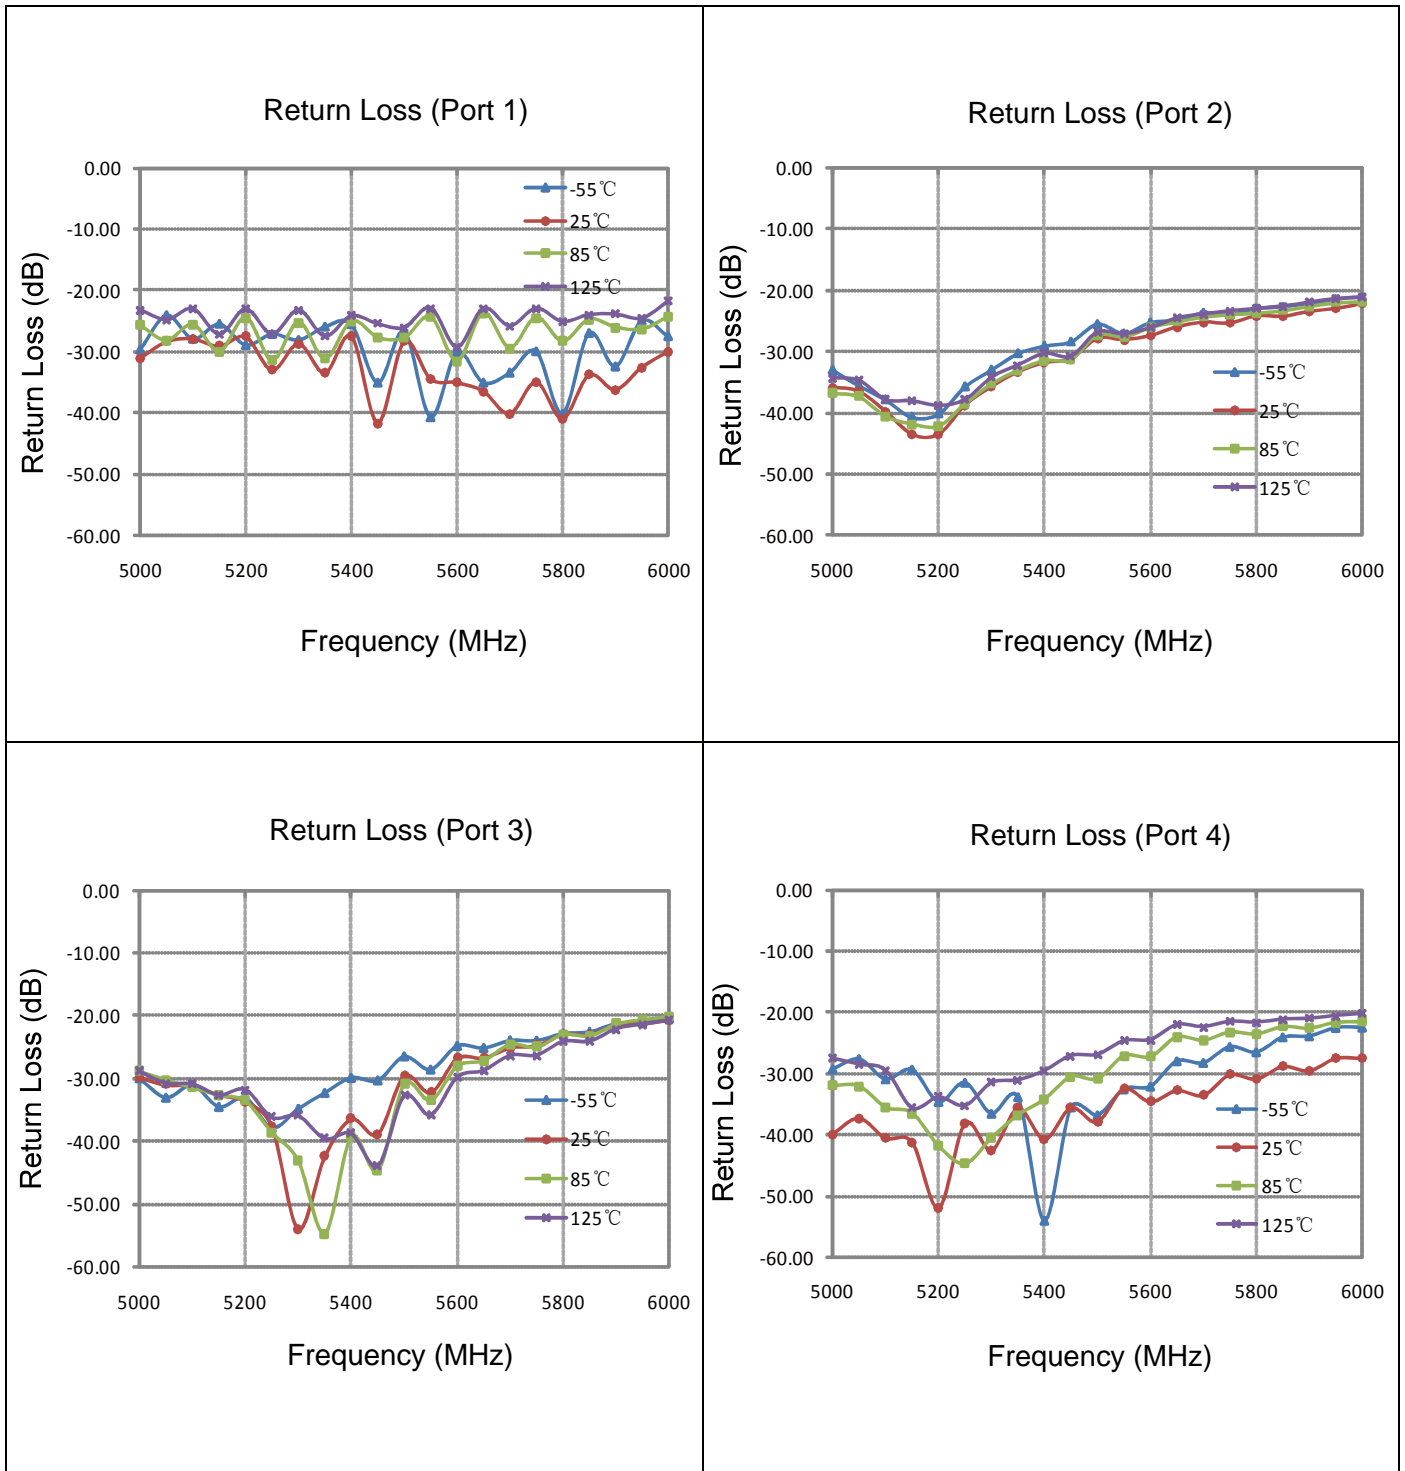 Return Loss (Port 1)
Return Loss (dB)
0.00
-10.00
-20.00
-30.00
-40.00
-50.00
-60.00
-55℃
25℃
85℃
125℃
5000 5200 5400 5600 5800 6000
Frequency (MHz)
Return Loss (Port 2)
Return Loss (dB)
0.00
-10.00
-20.00
-30.00
-40.00
-50.00
-60.00
-55℃
25℃
85℃
125℃
5000 5200 5400 5600 5800 6000
Frequency (MHz)
Return Loss (Port 3)
Return Loss (dB)
0.00
-10.00
-20.00
-30.00
-40.00
-50.00
-60.00
-55℃
25℃
85℃
125℃
5000 5200 5400 5600 5800 6000
Frequency (MHz)
Return Loss (Port 4)
Return Loss (dB)
0.00
-10.00
-20.00
-30.00
-40.00
-50.00
-60.00
-55℃
25℃
85℃
125℃
5000 5200 5400 5600 5800 6000
Frequency (MHz)